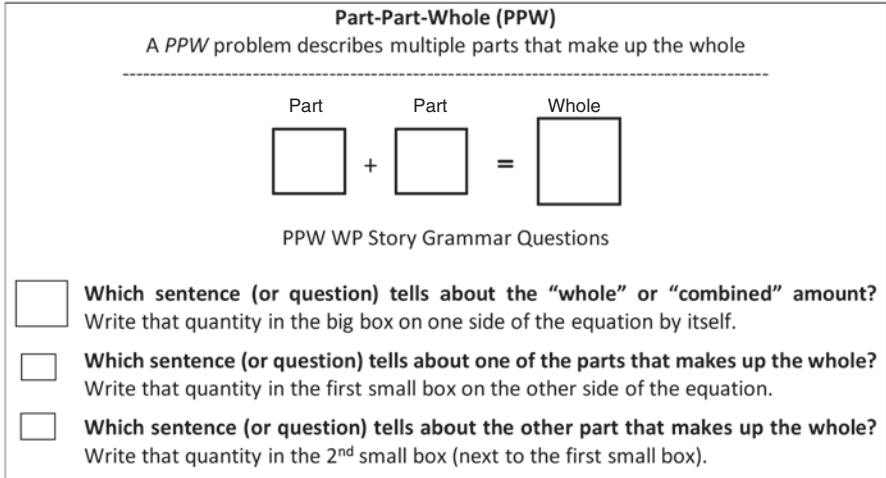 Part-Part-Whole (PPW)
A PPW problem describes multiple parts that make up the whole
--------------------------------------------------------------------------------------------
Part Part Whole
+ =
PPW WP Story Grammar Questions
Which sentence (or question) tells about the “whole” or “combined” amount?
Write that quantity in the big box on one side of the equation by itself.
Which sentence (or question) tells about one of the parts that makes up the whole?
Write that quantity in the first small box on the other side of the equation.
Which sentence (or question) tells about the other part that makes up the whole?
Write that quantity in the 2nd small box (next to the first small box).